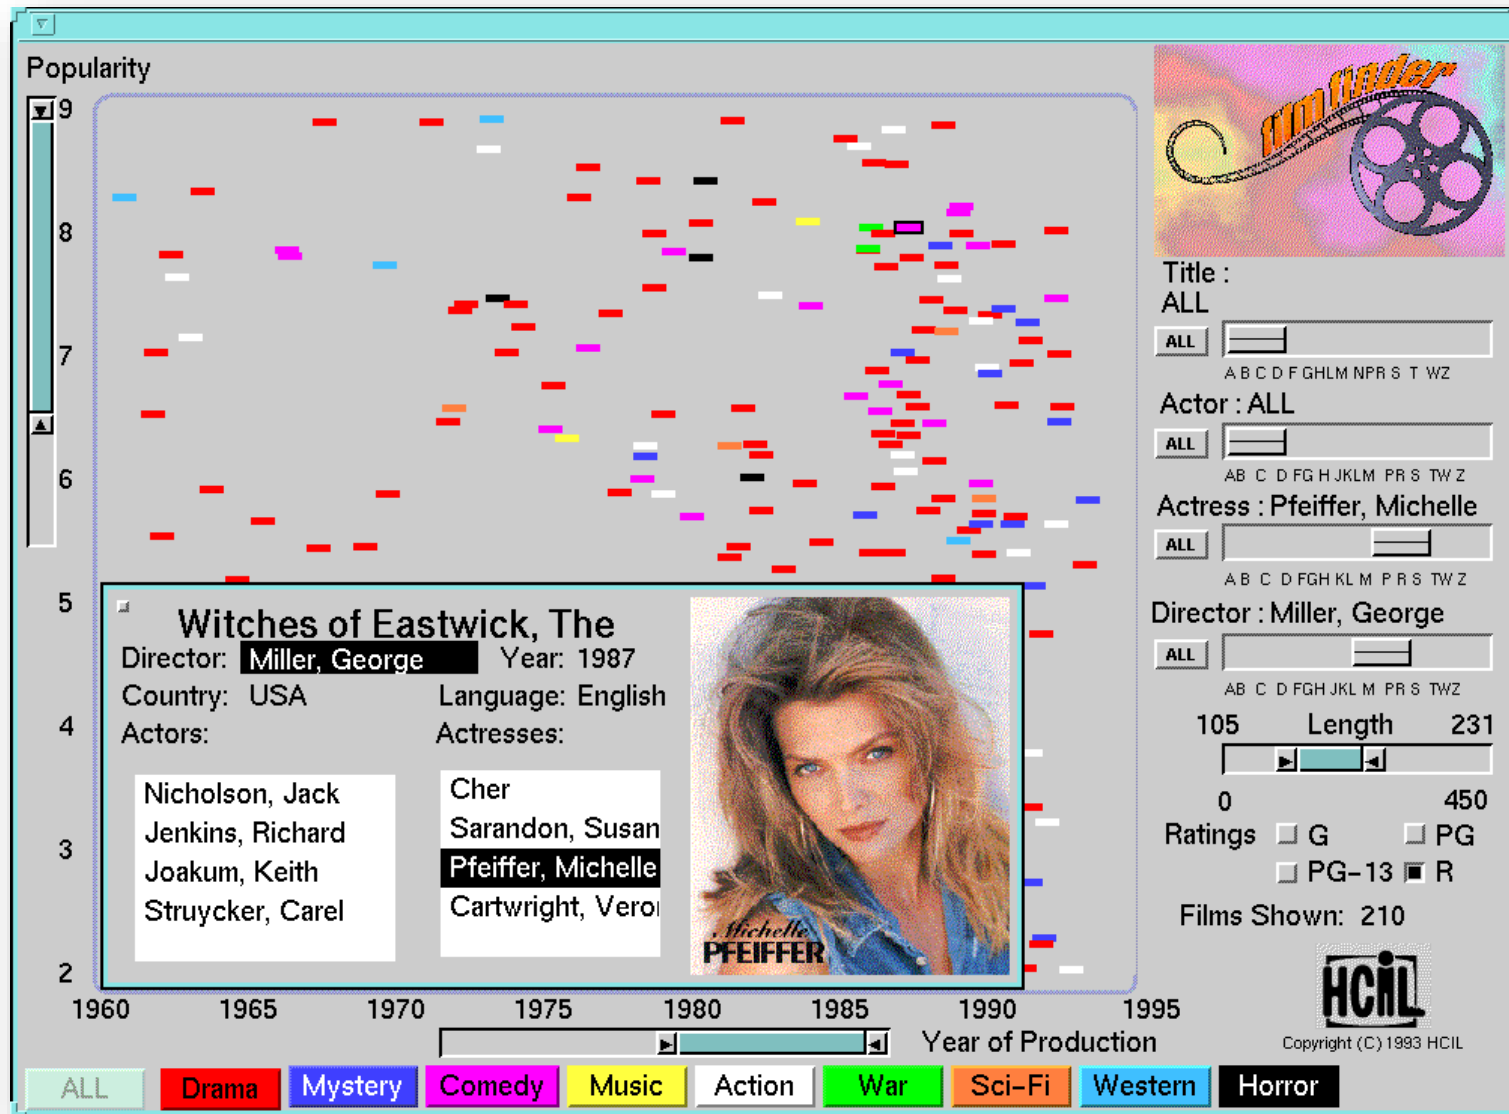 Popularity
film finder
9
8
7
6
5
4
3
2
Title :
ALL
ALL
A B C D F GHLM NPR S T WZ
Actor : ALL
ALL
AB C D FG H JKLM PR S TW Z
Actress : Pfeiffer, Michelle
ALL
A B C D FGH KL M P R S TW Z
Director : Miller, George
ALL
AB C D FGH JKL M PR S TWZ
105 Length 231
0 450
Ratings G PG
PG-13 R
Films Shown: 210
HCIL
Copyright (C) 1993 HCIL
Witches of Eastwick, The
Director: Miller, George Year: 1987
Country: USA Language: English
Actors: Actresses:
Nicholson, Jack
Jenkins, Richard
Joakum, Keith
Struycker, Carel
Cher
Sarandon, Susan
Pfeiffer, Michelle
Cartwright, Vero
Michelle
PFEIFFER
1960 1965 1970 1975 1980 1985 1990 1995
Year of Production
ALL Drama Mystery Comedy Music Action War Sci-Fi Western Horror